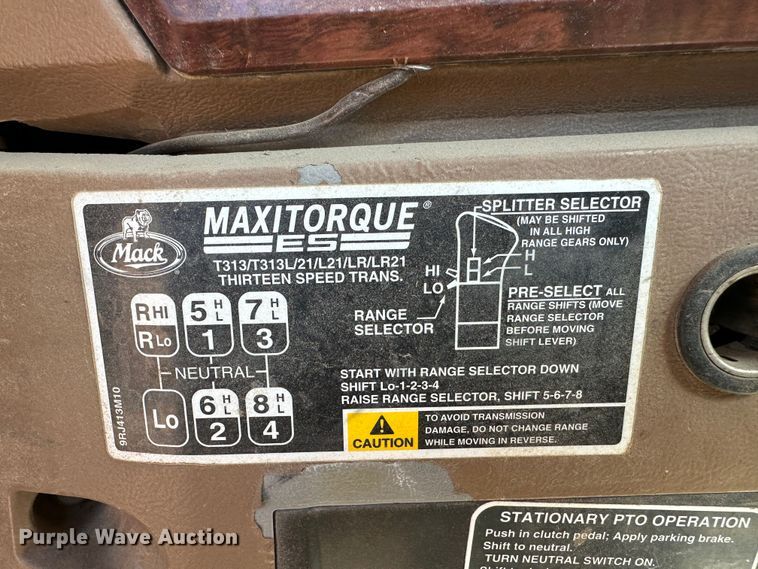 Mack
MAXITORQUE®
ES
T313/T313L/21/L21/LR/LR21
THIRTEEN SPEED TRANS.
R HI
R Lo
5 H L
1
7 H L
3
NEUTRAL
Lo
6 H L
2
8 H L
4
9RJ413M10
SPLITTER SELECTOR
(MAY BE SHIFTED
IN ALL HIGH
RANGE GEARS ONLY)
H
L
HI
LO
RANGE
SELECTOR
PRE-SELECT ALL
RANGE SHIFTS (MOVE
RANGE SELECTOR
BEFORE MOVING
SHIFT LEVER)
START WITH RANGE SELECTOR DOWN
SHIFT Lo-1-2-3-4
RAISE RANGE SELECTOR, SHIFT 5-6-7-8
CAUTION
TO AVOID TRANSMISSION
DAMAGE, DO NOT CHANGE RANGE
WHILE MOVING IN REVERSE.
STATIONARY PTO OPERATION
Push in clutch pedal; Apply parking brake.
Shift to neutral.
TURN NEUTRAL SWITCH ON.
Purple Wave Auction